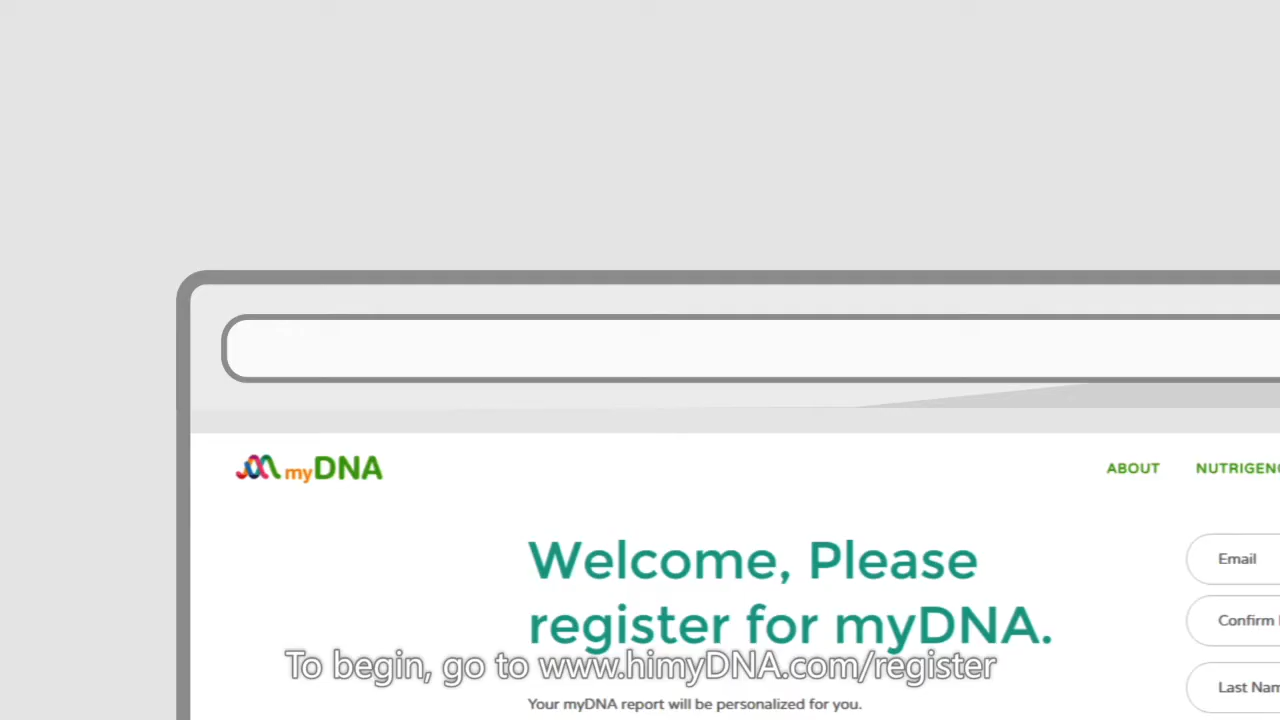 myDNA
ABOUT
Welcome, Please
register for myDNA.
Email
Confirm
Your myDNA report will be personalized for you.
To begin, go to www.himyDNA.com/register